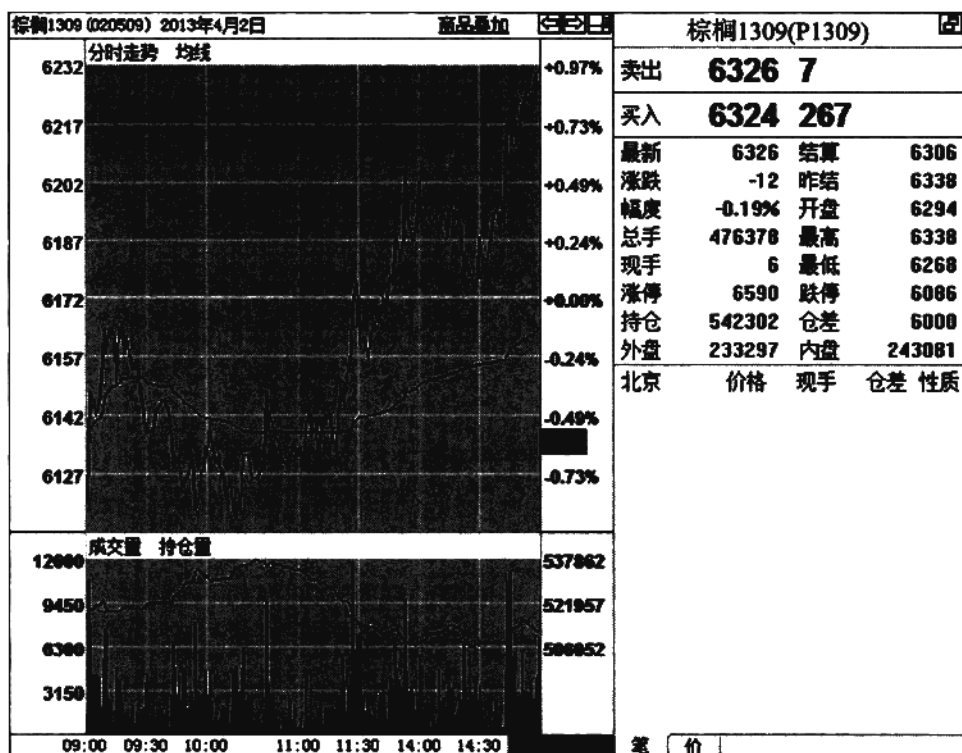 棕榈1309 (020509) 2013年4月2日 商品叠加
分时走势 均线
6232 +0.97%
6217 +0.73%
6202 +0.49%
6187 +0.24%
6172 +0.00%
6157 -0.24%
6142 -0.49%
6127 -0.73%
成交量 持仓量
12600 537862
9450 521957
6300 506052
3150
09:00 09:30 10:00 11:00 11:30 14:00 14:30
棕榈1309(P1309)
卖出 6326 7
买入 6324 267
最新 6326 结算 6306
涨跌 -12 昨结 6338
幅度 -0.19% 开盘 6294
总手 476378 最高 6338
现手 6 最低 6268
涨停 6590 跌停 6086
持仓 542302 仓差 6000
外盘 233297 内盘 243081
北京 价格 现手 仓差 性质
笔 价